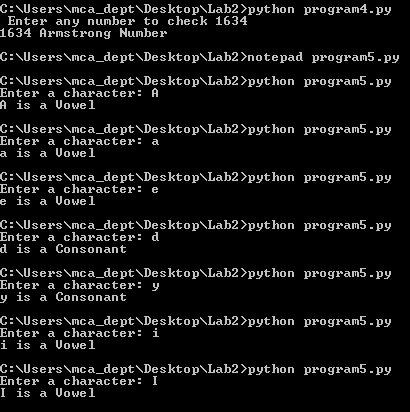 C:\Users\mca_dept\Desktop\Lab2>python program4.py
 Enter any number to check 1634
1634 Armstrong Number
C:\Users\mca_dept\Desktop\Lab2>notepad program5.py
C:\Users\mca_dept\Desktop\Lab2>python program5.py
Enter a character: A
A is a Vowel
C:\Users\mca_dept\Desktop\Lab2>python program5.py
Enter a character: a
a is a Vowel
C:\Users\mca_dept\Desktop\Lab2>python program5.py
Enter a character: e
e is a Vowel
C:\Users\mca_dept\Desktop\Lab2>python program5.py
Enter a character: d
d is a Consonant
C:\Users\mca_dept\Desktop\Lab2>python program5.py
Enter a character: y
y is a Consonant
C:\Users\mca_dept\Desktop\Lab2>python program5.py
Enter a character: i
i is a Vowel
C:\Users\mca_dept\Desktop\Lab2>python program5.py
Enter a character: I
I is a Vowel